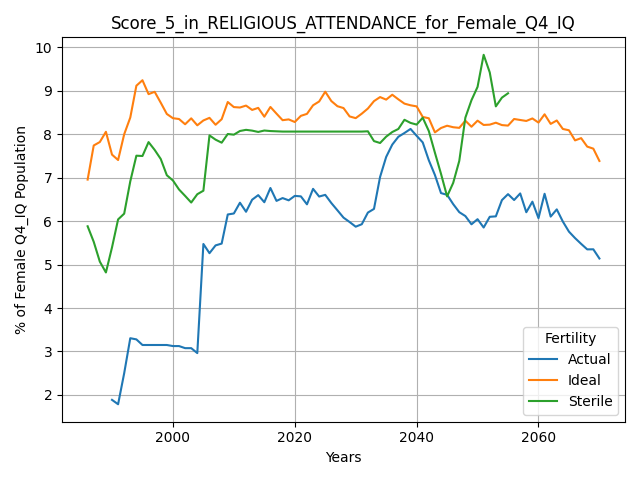 Score_5_in_RELIGIOUS_ATTENDANCE_for_Female_Q4_IQ
% of Female Q4_IQ Population
10
9
8
7
6
5
4
3
2
2000 2020 2040 2060
Years
Fertility
Actual
Ideal
Sterile